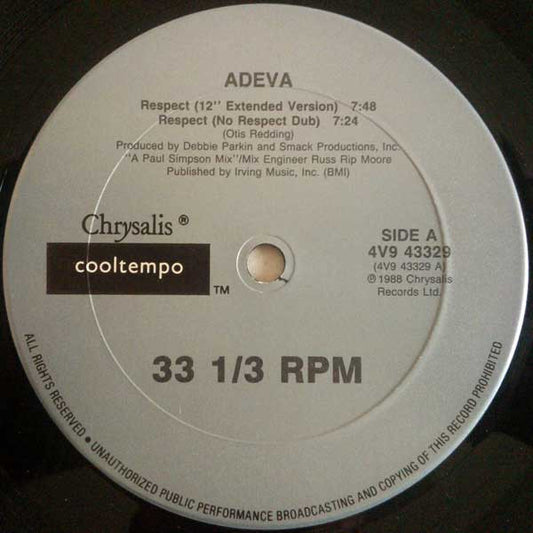 ADEVA
Respect (12" Extended Version) 7:48
Respect (No Respect Dub) 7:24
(Otis Redding)
Produced by Debbie Parkin and Smack Productions, Inc.
"A Paul Simpson Mix"/Mix Engineer Russ Rip Moore
Published by Irving Music, Inc. (BMI)
Chrysalis ®
cooltempo ™
SIDE A
4V9 43329
(4V9 43329 A)
℗ 1988 Chrysalis
Records Ltd.
33 1/3 RPM
ALL RIGHTS RESERVED • UNAUTHORIZED PUBLIC PERFORMANCE BROADCASTING AND COPYING OF THIS RECORD PROHIBITED